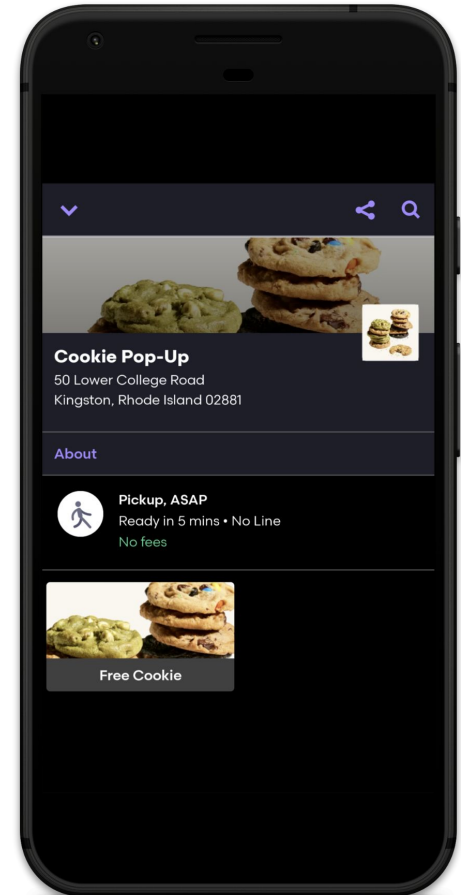 Cookie Pop-Up
50 Lower College Road
Kingston, Rhode Island 02881
About
Pickup, ASAP
Ready in 5 mins • No Line
No fees
Free Cookie